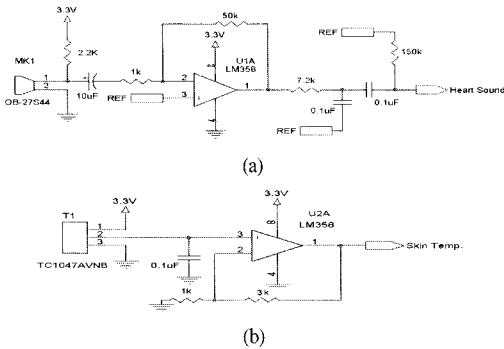 3.3V
50k
REF
2.2K
U1A
3.3V
LM358
150k
MK1
1k
7.2k
1
2
10uF
2
8
1
REF
3
4
0.1uF
0.1uF
Heart Sound
OB-27S44
REF
(a)
3.3V
U2A
LM358
T1
3.3V
1
2
3
3
8
1
2
4
Skin Temp.
TC1047AVNB
0.1uF
1k
3k
(b)